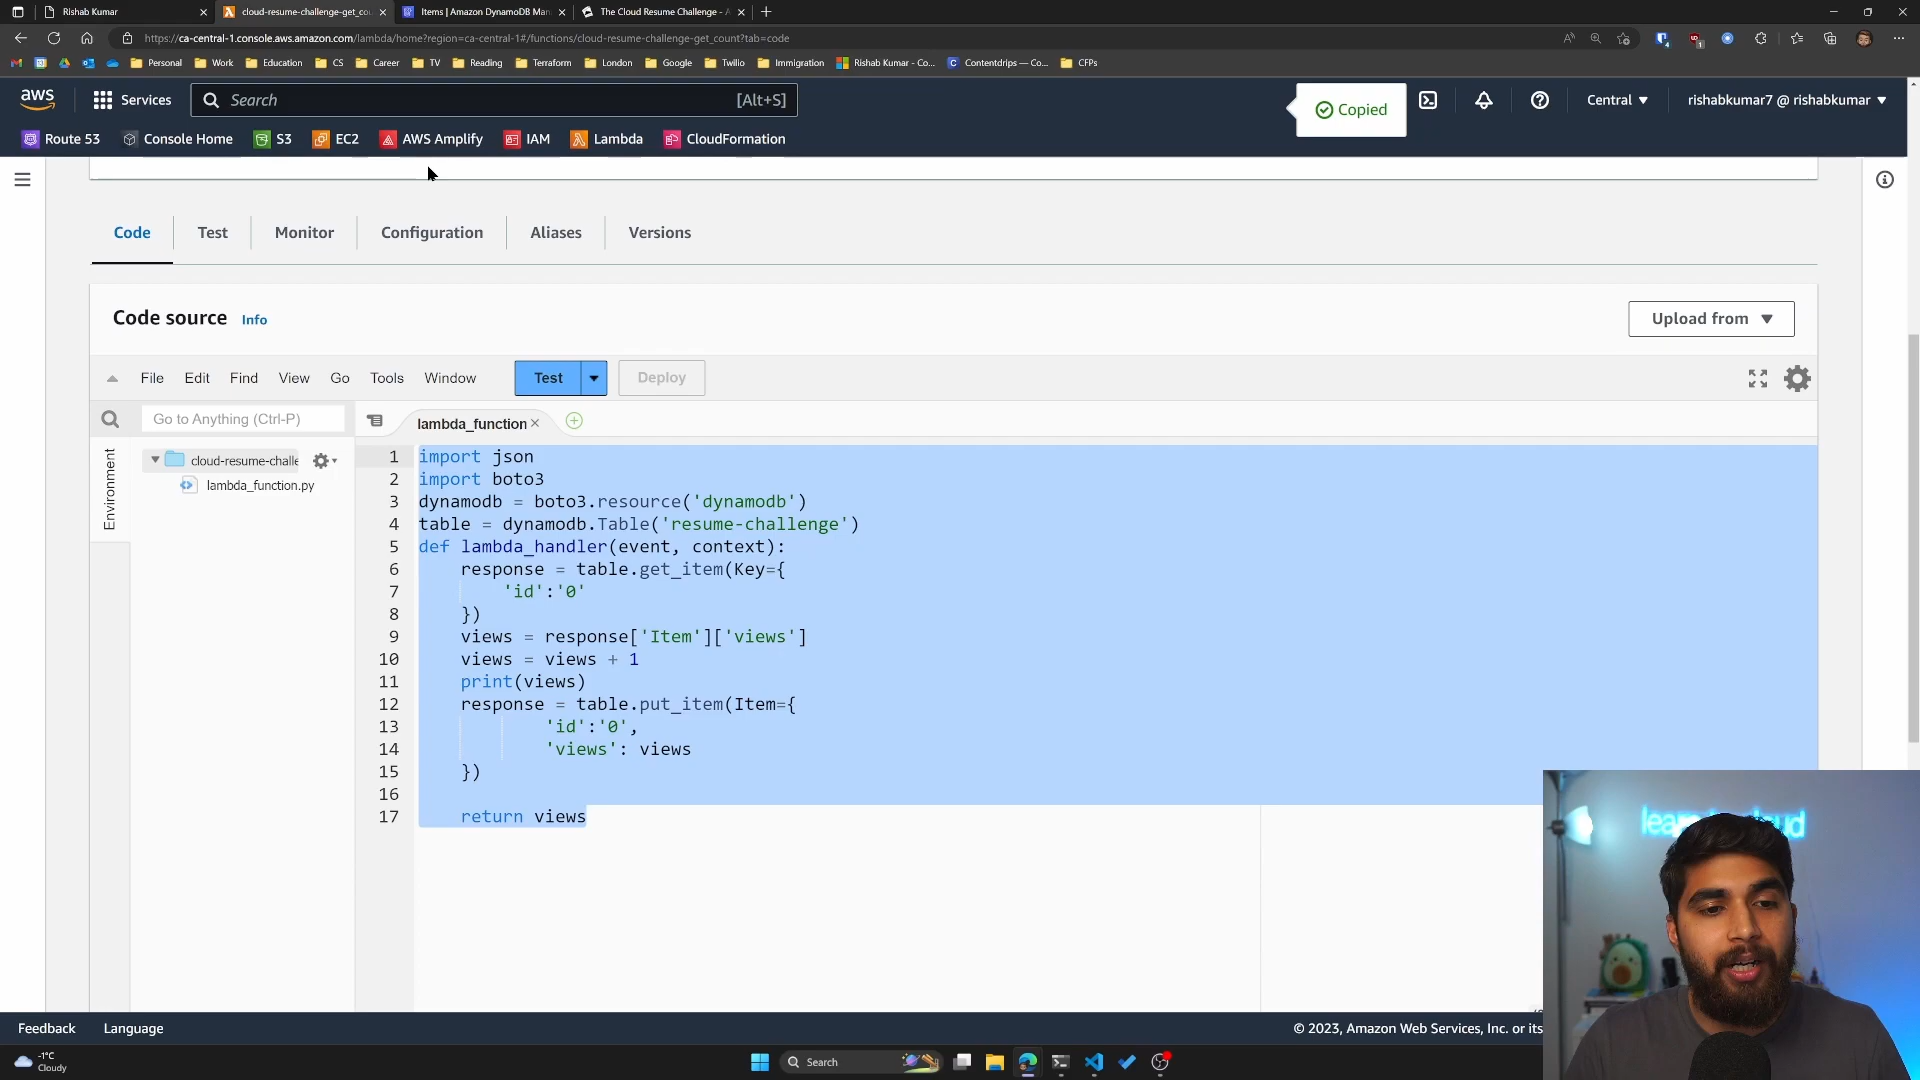 Rishab Kumar
cloud-resume-challenge-get_cou
Items | Amazon DynamoDB Man
The Cloud Resume Challenge - A
https://ca-central-1.console.aws.amazon.com/lambda/home?region=ca-central-1#/functions/cloud-resume-challenge-get_count?tab=code
Personal
Work
Education
CS
Career
TV
Reading
Terraform
London
Google
Twilio
Immigration
Rishab Kumar - Co...
Contentdrips — Co...
CFPs
aws
Services
Search
[Alt+S]
Copied
Central
rishabkumar7 @ rishabkumar
Route 53
Console Home
S3
EC2
AWS Amplify
IAM
Lambda
CloudFormation
Code
Test
Monitor
Configuration
Aliases
Versions
Code source
Info
Upload from
File
Edit
Find
View
Go
Tools
Window
Test
Deploy
Go to Anything (Ctrl-P)
lambda_function
Environment
cloud-resume-challe
lambda_function.py
1 import json
2 import boto3
3 dynamodb = boto3.resource('dynamodb')
4 table = dynamodb.Table('resume-challenge')
5 def lambda_handler(event, context):
6 response = table.get_item(Key={
7 'id':'0'
8 })
9 views = response['Item']['views']
10 views = views + 1
11 print(views)
12 response = table.put_item(Item={
13 'id':'0',
14 'views': views
15 })
16
17 return views
Feedback
Language
© 2023, Amazon Web Services, Inc. or its
-1°C
Cloudy
Search